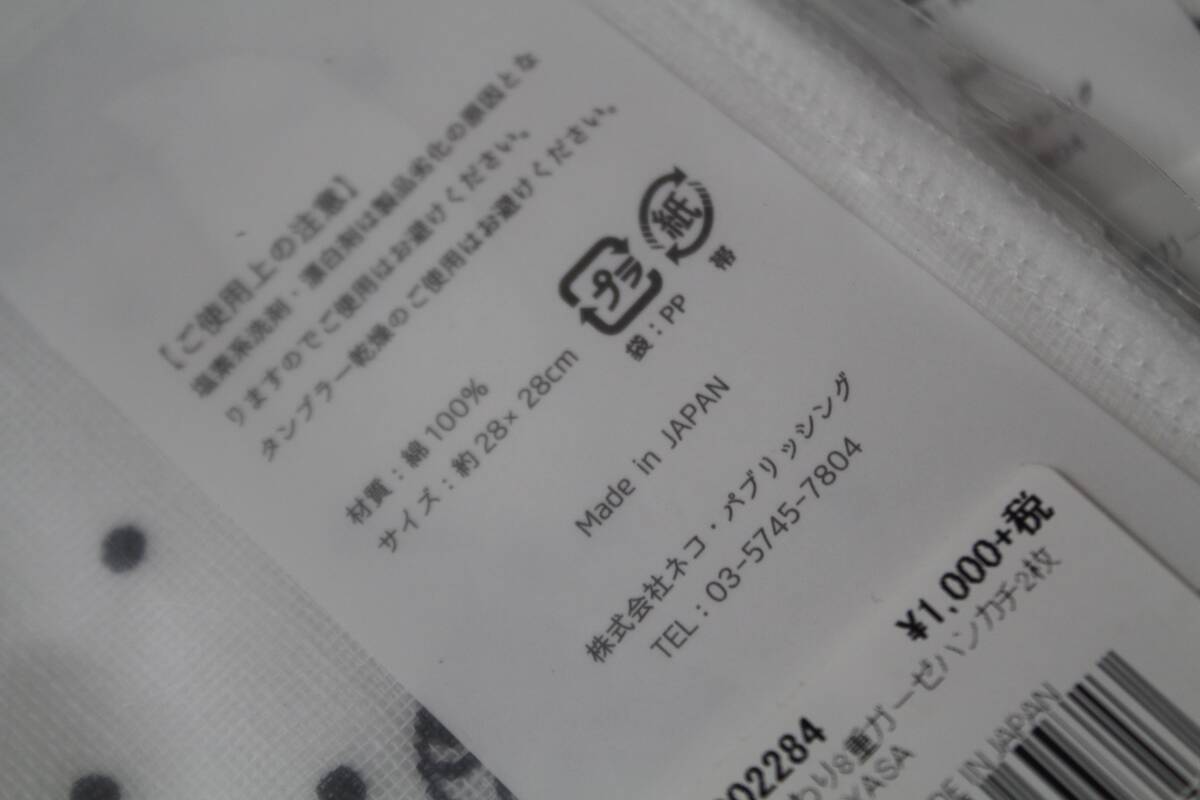 【ご使用上の注意】
塩素系洗剤・漂白剤は製品劣化の原因とな
りますのでご使用はお避けください。
タンブラー乾燥のご使用はお避けください。
材質：綿100%
サイズ：約28×28cm
プラ
袋：PP
紙
帯
Made in JAPAN
株式会社ネコ・パブリッシング
TEL：03-5745-7804
¥1,000+税
02284
わり8重ガーゼハンカチ2枚
YASA
DE IN JAPAN